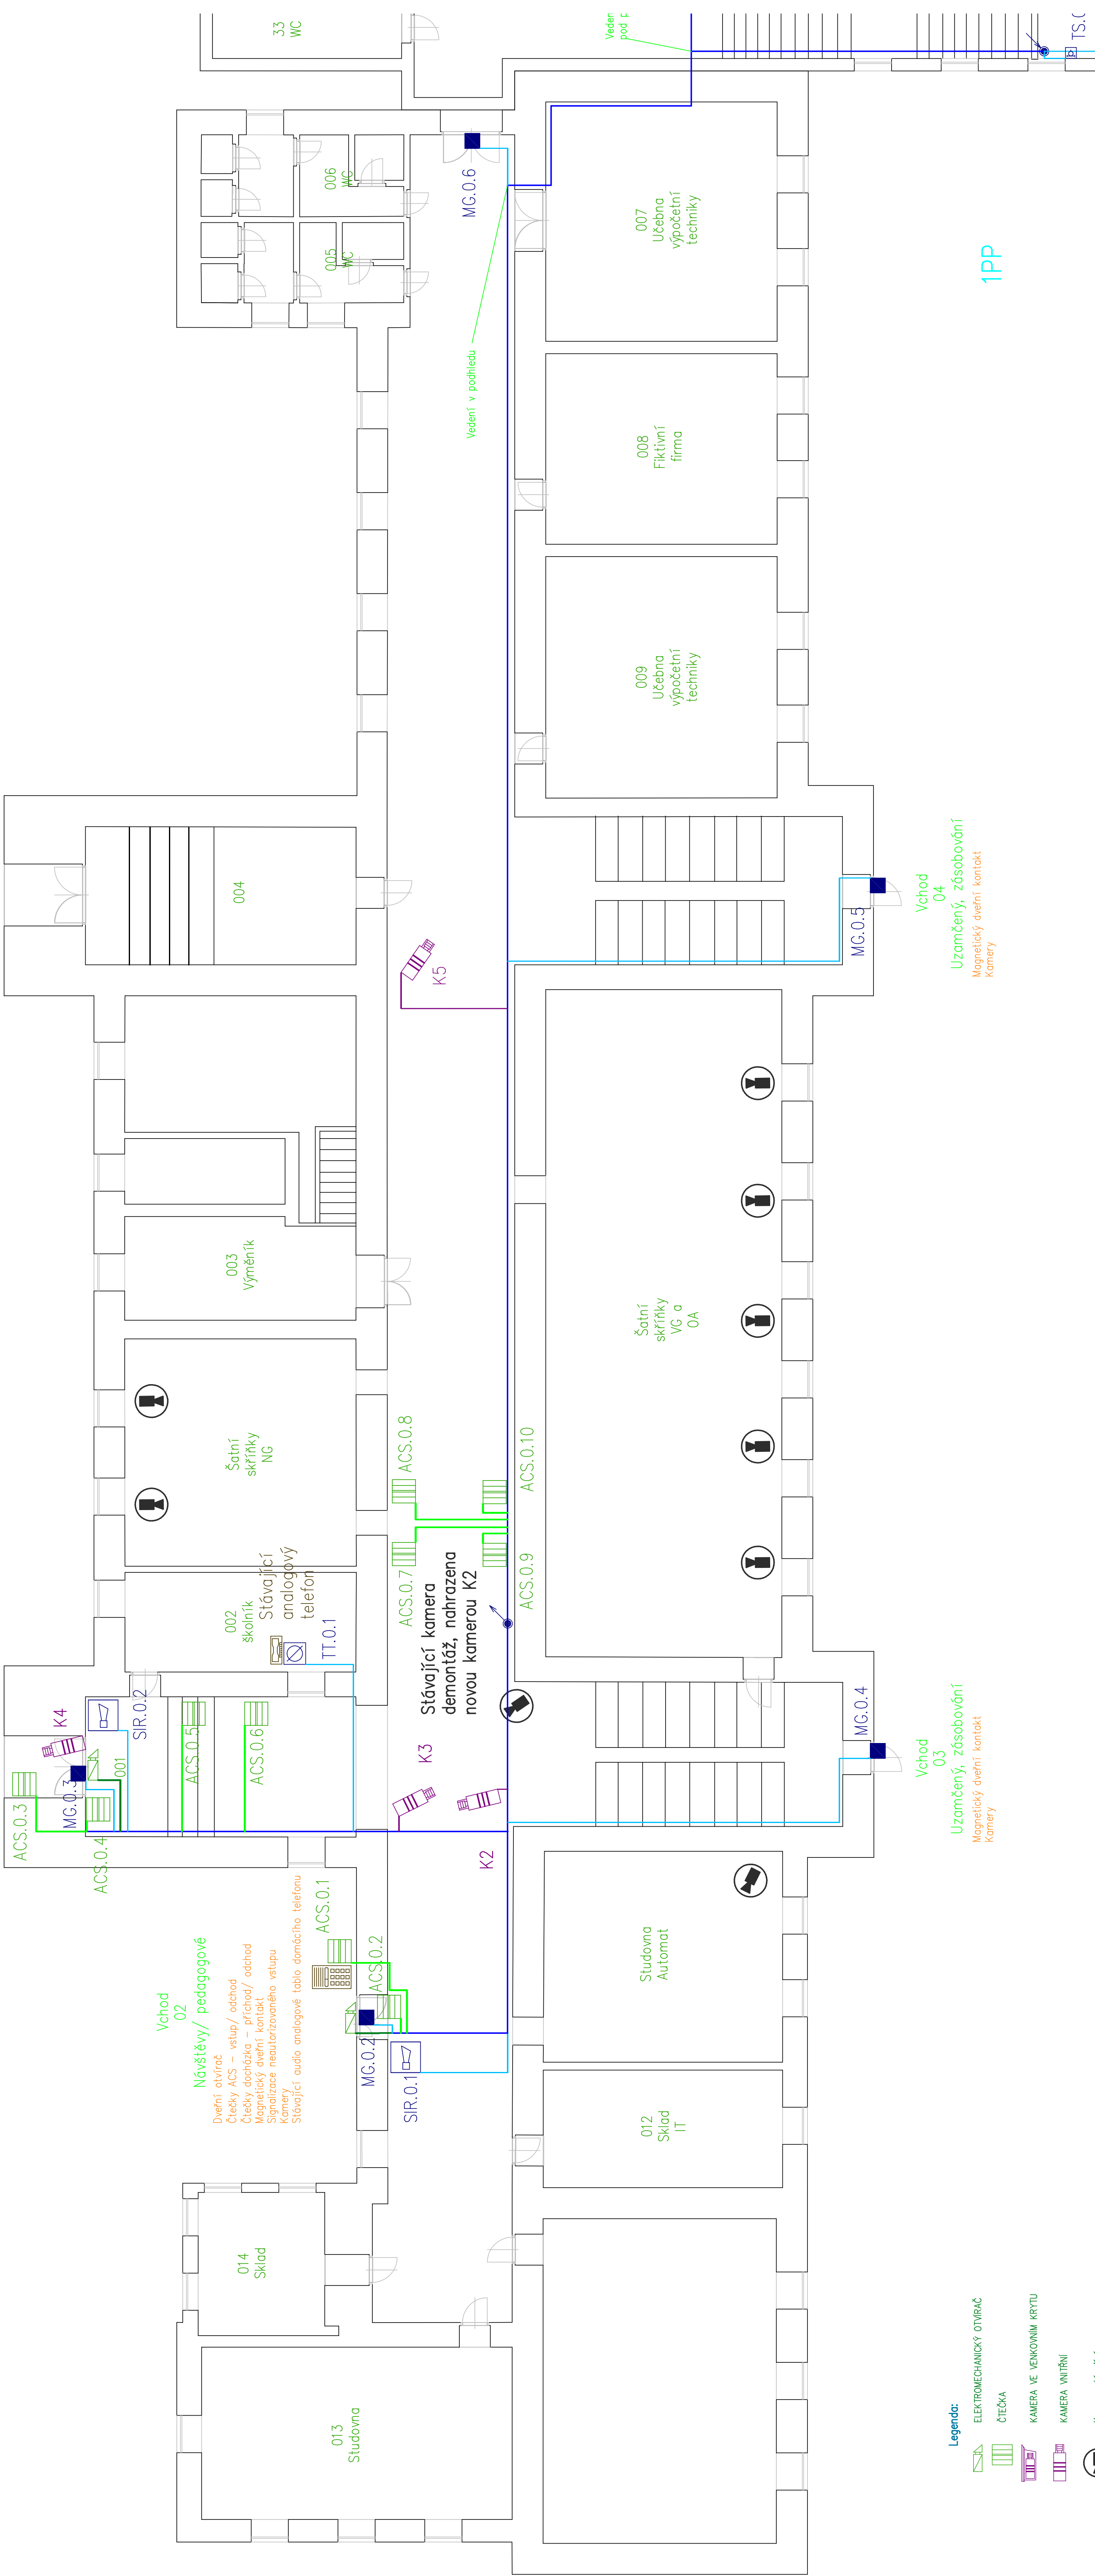 33
WC
Vedení
pod p
TS.0
006
WC
005
WC
MG.0.6
007
Učebna
výpočetní
techniky
1PP
Vedení v podhledu
008
Fiktivní
firma
009
Učebna
výpočetní
techniky
004
K5
MG.0.5
Vchod
04
Uzamčený, zásobování
Magnetický dveřní kontakt
Kamery
003
Výměník
Šatní
skříňky
VG a
OA
Šatní
skříňky
NG
ACS.0.8
ACS.0.10
ACS.0.7
ACS.0.9
002
školník
Stávající
analogový
telefon
TT.0.1
Stávající kamera
demontáž, nahrazena
novou kamerou K2
K4
SIR.0.2
001
MG.0.3
ACS.0.3
ACS.0.4
ACS.0.5
ACS.0.6
K3
K2
MG.0.4
Vchod
03
Uzamčený, zásobování
Magnetický dveřní kontakt
Kamery
Vchod
02
Návštěvy/ pedagogové
Dveřní otvírač
Čtečky ACS – vstup/ odchod
Čtečky docházka – příchod/ odchod
Magnetický dveřní kontakt
Signalizace neautorizovaného vstupu
Kamery
Stávající audio analogové tablo domácího telefonu
ACS.0.1
ACS.0.2
MG.0.2
SIR.0.1
Studovna
Automat
012
Sklad
IT
014
Sklad
013
Studovna
Legenda:
ELEKTROMECHANICKÝ OTVÍRAČ
ČTEČKA
KAMERA VE VENKOVNÍM KRYTU
KAMERA VNITŘNÍ